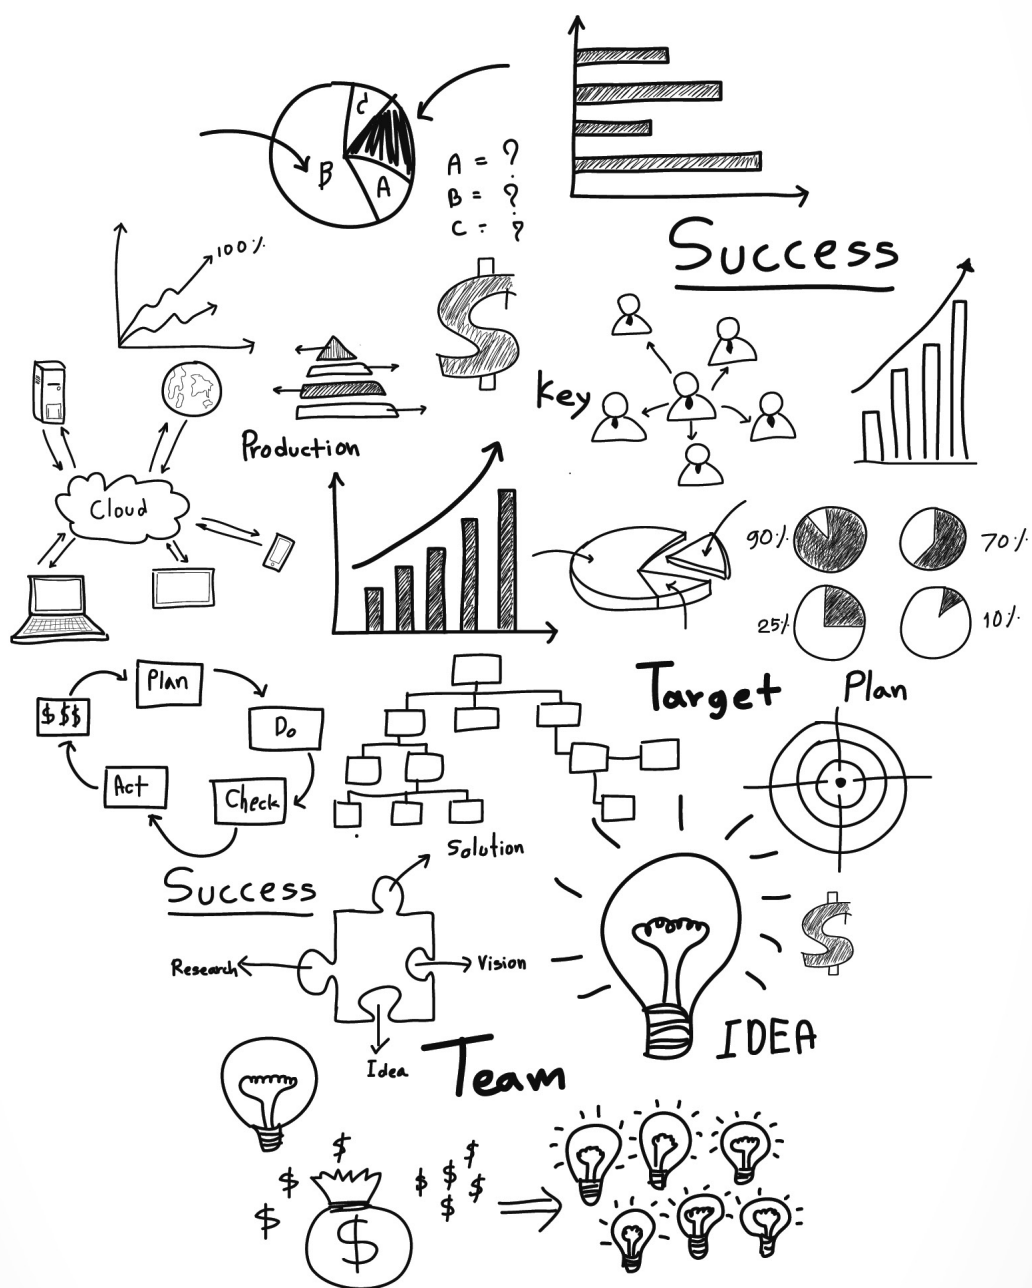 C
B
A
A = ?
B = ?
C = ?
100%
Success
Key
Production
Cloud
90%
70%
25%
10%
Target
Plan
Plan
$$$
Do
Act
Check
Solution
Success
Research
Vision
Idea
IDEA
Team
$
$
$
$
$
$
$
$
$
$
$